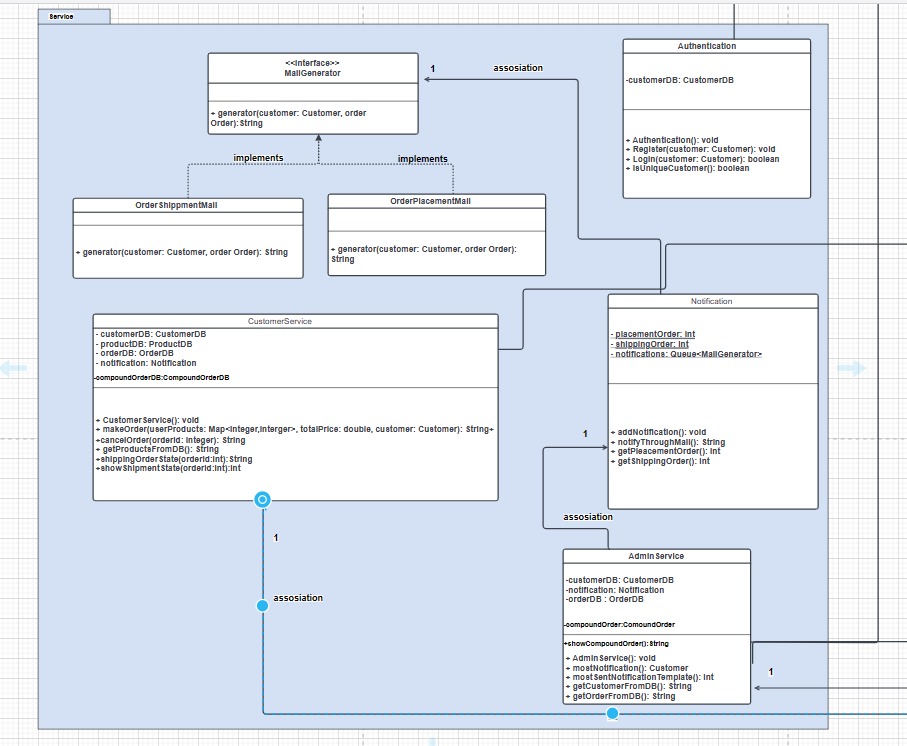 Service
<<Interface>>
MailGenerator
+ generator(customer: Customer, order
Order):String
1
assosiation
Authentication
-customerDB: CustomerDB
+ Authentication(): void
+ Register(customer: Customer): void
+ Login(customer: Customer): boolean
+ isUniqueCustomer(): boolean
implements
implements
OrderShippmentMail
+ generator(customer: Customer, order Order): String
OrderPlacementMail
+ generator(customer: Customer, order Order):
String
CustomerService
- customerDB: CustomerDB
- productDB: ProductDB
- orderDB: OrderDB
- notification: Notification
-compoundOrderDB:CompoundOrderDB
+ CustomerService(): void
+ makeOrder(userProducts: Map<Integer,Interger>, totalPrice: double, customer: Customer): String+
+cancelOrder(orderId: Integer): String
+ getProductsFromDB(): String
+shippingOrderState(orderId:int):String
+showShipmentState(orderId:int):int
Notification
- placementOrder: int
- shippingOrder: int
- notifications: Queue<MailGenerator>
+ addNotification(): void
+ notifyThroughMail(): String
+ getPleacementOrder(): int
+ getShippingOrder(): int
1
assosiation
1
assosiation
AdminService
-customerDB: CustomerDB
-notification: Notification
-orderDB : OrderDB
-compoundOrder:ComoundOrder
+showCompoundOrder():String
+ AdminService(): void
+ mostNotification(): Customer
+ mostSentNotificationTemplate(): int
+ getCustomerFromDB(): String
+ getOrderFromDB(): String
1